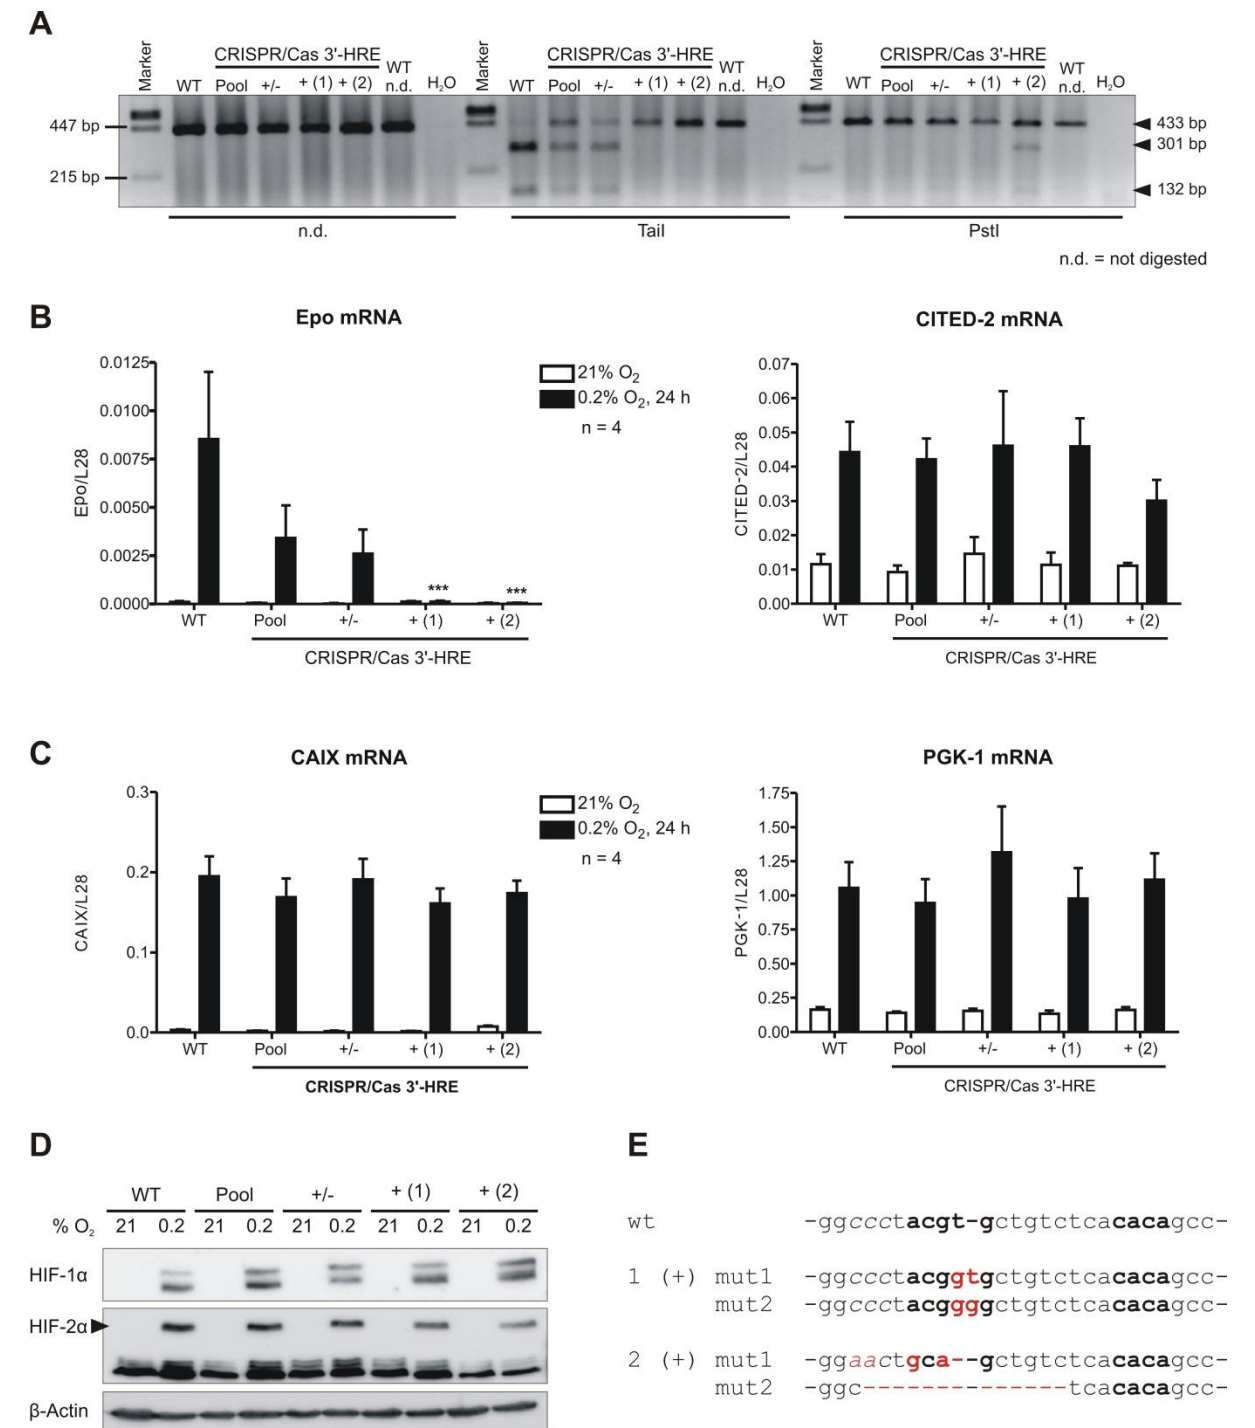 A
Marker
CRISPR/Cas 3'-HRE
WT Pool +/- + (1) + (2) WT n.d. H2O
Marker
CRISPR/Cas 3'-HRE
WT Pool +/- + (1) + (2) WT n.d. H2O
Marker
CRISPR/Cas 3'-HRE
WT Pool +/- + (1) + (2) WT n.d. H2O
447 bp
215 bp
433 bp
301 bp
132 bp
n.d.
TaiI
PstI
n.d. = not digested
B
Epo mRNA
Epo/L28
0.0125
0.0100
0.0075
0.0050
0.0025
0.0000
*** ***
WT Pool +/- + (1) + (2)
CRISPR/Cas 3'-HRE
21% O2
0.2% O2, 24 h
n = 4
CITED-2 mRNA
CITED-2/L28
0.07
0.06
0.05
0.04
0.03
0.02
0.01
0.00
WT Pool +/- + (1) + (2)
CRISPR/Cas 3'-HRE
C
CAIX mRNA
CAIX/L28
0.3
0.2
0.1
0.0
WT Pool +/- + (1) + (2)
CRISPR/Cas 3'-HRE
21% O2
0.2% O2, 24 h
n = 4
PGK-1 mRNA
PGK-1/L28
1.75
1.50
1.25
1.00
0.75
0.50
0.25
0.00
WT Pool +/- + (1) + (2)
CRISPR/Cas 3'-HRE
D
WT Pool +/- + (1) + (2)
% O2 21 0.2 21 0.2 21 0.2 21 0.2 21 0.2
HIF-1α
HIF-2α
β-Actin
E
wt -ggccctacgt-gctgtctcacacagcc-
1 (+) mut1 -ggccctacggtgctgtctcacacagcc-
mut2 -ggccctacggggctgtctcacacagcc-
2 (+) mut1 -ggaactgca--gctgtctcacacagcc-
mut2 -ggc--------------tcacacagcc-